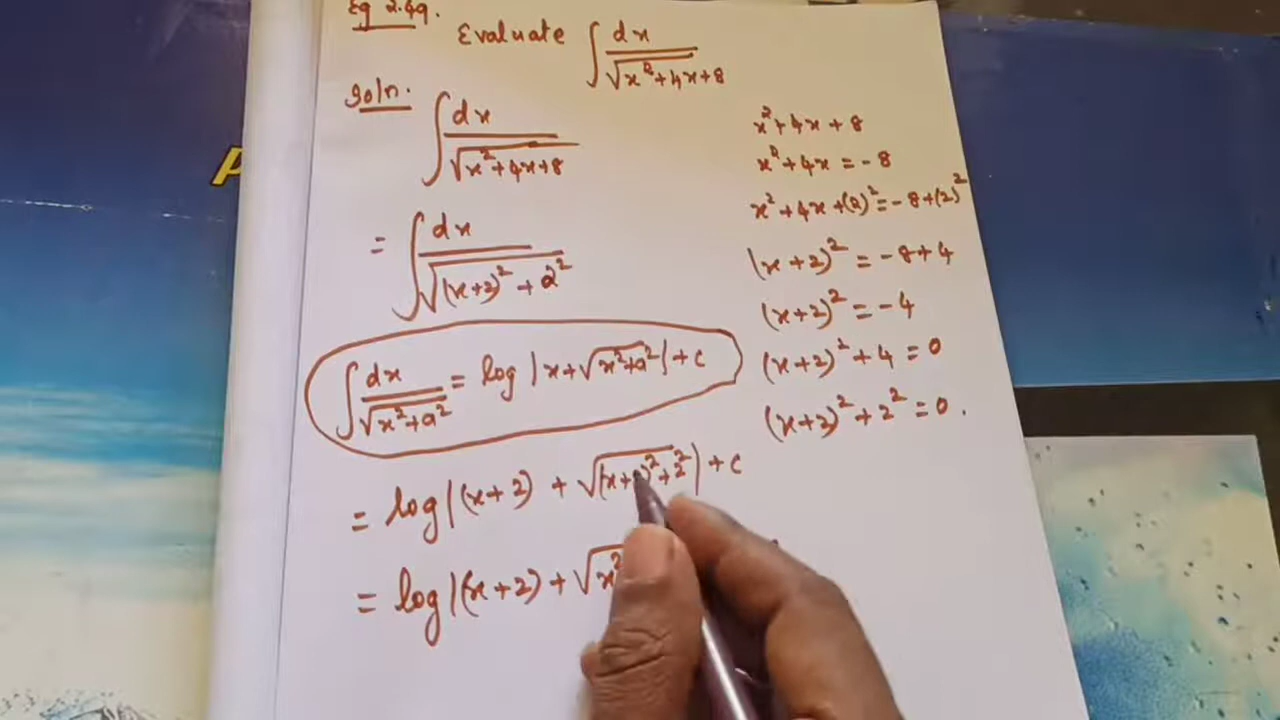 Eg 2.49.
Evaluate ∫ dx/√(x²+4x+8)
Soln.
∫ dx/√(x²+4x+8)
= ∫ dx/√((x+2)²+2²)
∫ dx/√(x²+a²) = log |x+√(x²+a²)|+c
= log|(x+2) + √((x+2)²+2²)|+c
= log|(x+2)+√x²
x²+4x+8
x²+4x=-8
x²+4x+(2)²=-8+(2)²
(x+2)²=-8+4
(x+2)²=-4
(x+2)²+4=0
(x+2)²+2²=0.